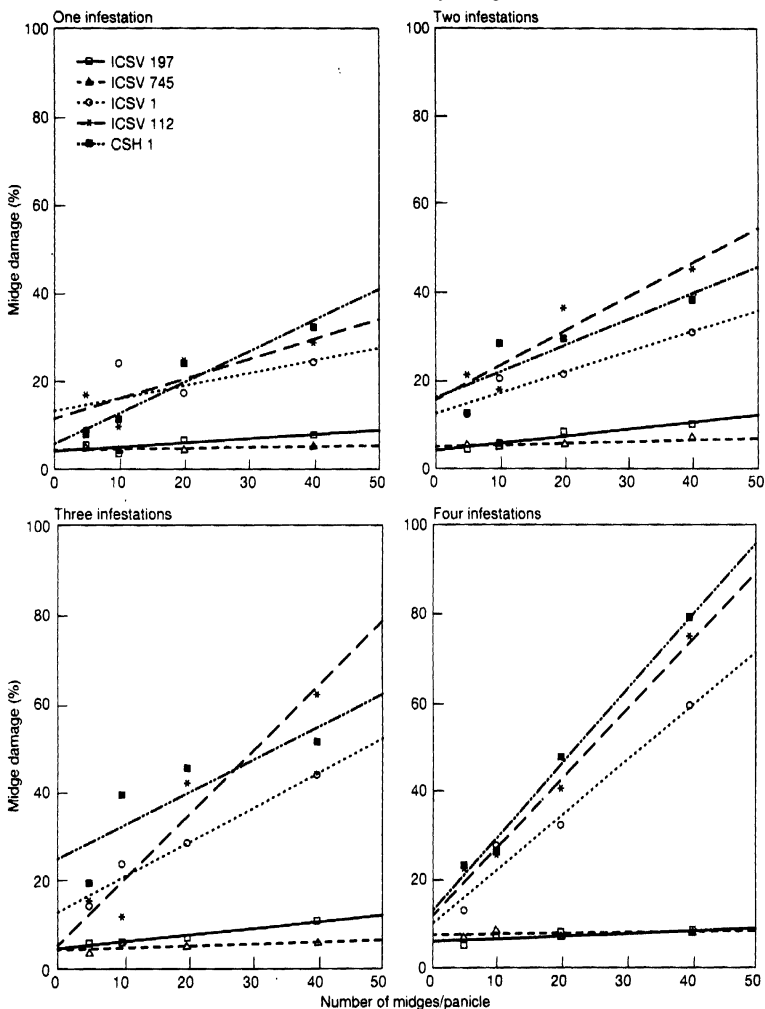 One infestation
Two infestations
100
80
60
40
20
0
Midge damage (%)
ICSV 197
ICSV 745
ICSV 1
ICSV 112
CSH 1
0 10 20 30 40 50
100
80
60
40
20
0
0 10 20 30 40 50
Three infestations
Four infestations
100
80
60
40
20
0
Midge damage (%)
0 10 20 30 40 50
100
80
60
40
20
0
0 10 20 30 40 50
Number of midges/panicle